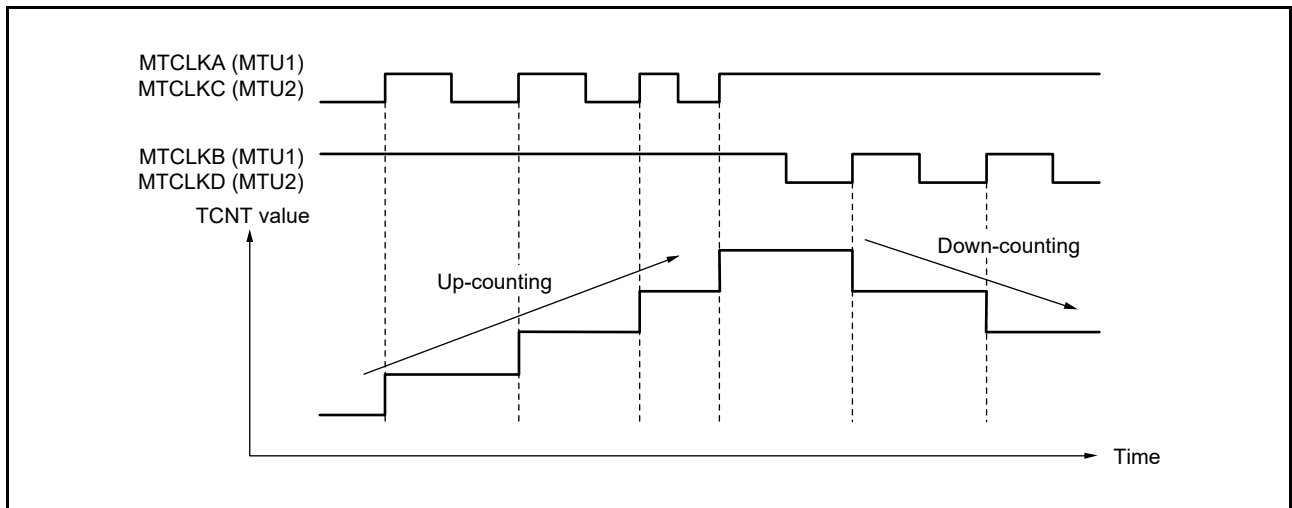 MTCLKA (MTU1)
MTCLKC (MTU2)
MTCLKB (MTU1)
MTCLKD (MTU2)
TCNT value
Down-counting
Up-counting
Time